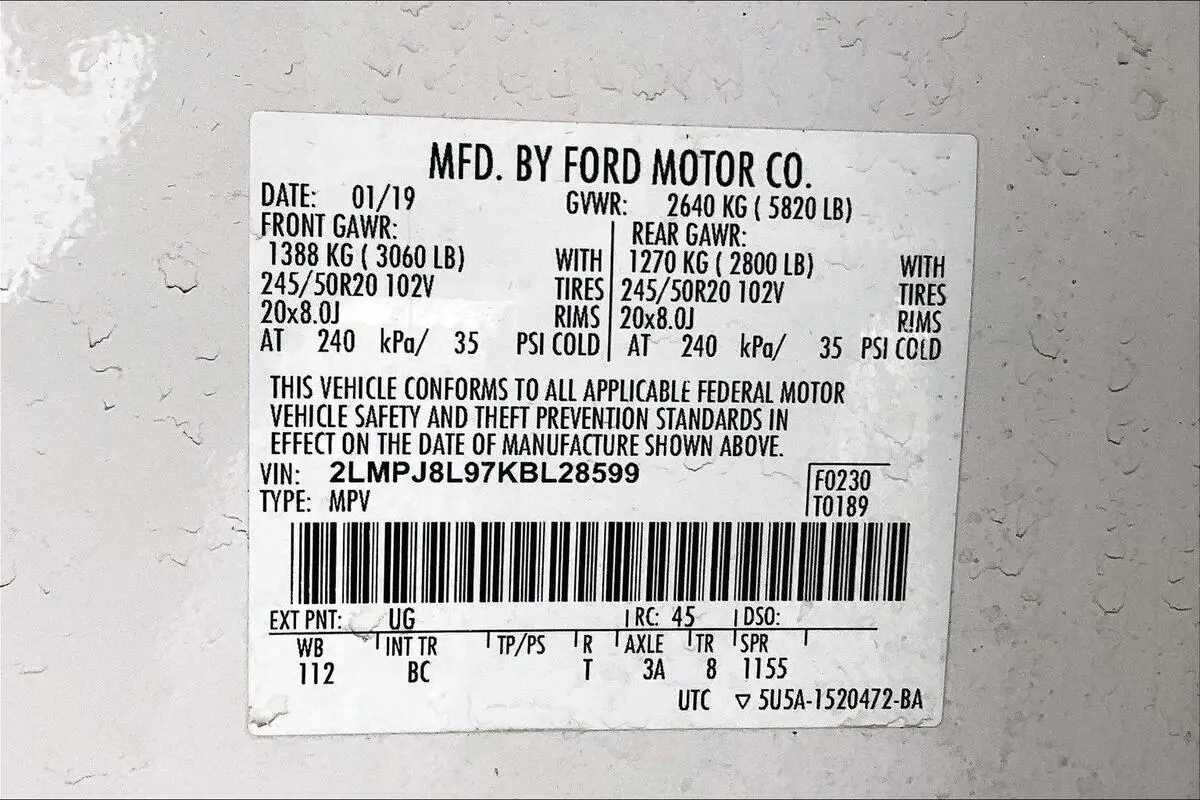 MFD. BY FORD MOTOR CO.
DATE: 01/19 GVWR: 2640 KG ( 5820 LB)
FRONT GAWR: REAR GAWR:
1388 KG ( 3060 LB) WITH 1270 KG ( 2800 LB) WITH
245/50R20 102V TIRES 245/50R20 102V TIRES
20x8.0J RIMS 20x8.0J RIMS
AT 240 kPa/ 35 PSI COLD AT 240 kPa/ 35 PSI COLD
THIS VEHICLE CONFORMS TO ALL APPLICABLE FEDERAL MOTOR
VEHICLE SAFETY AND THEFT PREVENTION STANDARDS IN
EFFECT ON THE DATE OF MANUFACTURE SHOWN ABOVE.
VIN: 2LMPJ8L97KBL28599 F0230
TYPE: MPV T0189
EXT PNT: UG RC: 45 DSO:
WB INT TR TP/PS R AXLE TR SPR
112 BC T 3A 8 1155
UTC ▽ 5U5A-1520472-BA